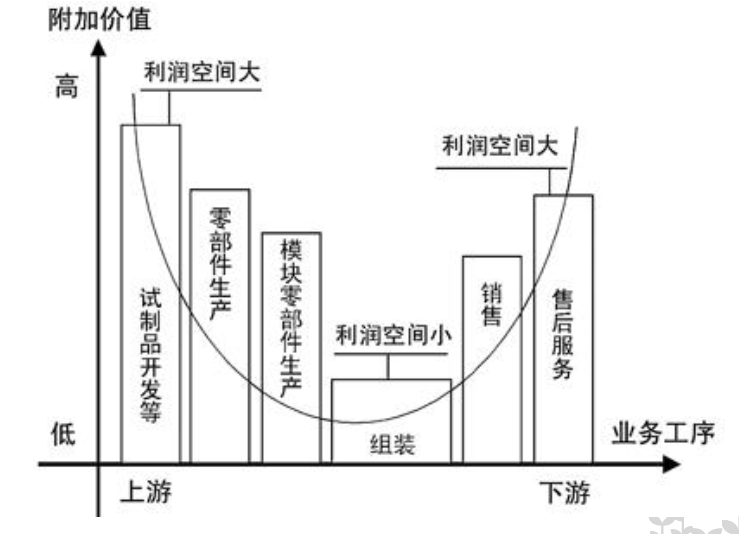 附加价值
高
利润空间大
利润空间大
零部件生产
模块零部件生产
试制品开发等
利润空间小
销售
售后服务
组装
低
业务工序
上游
下游